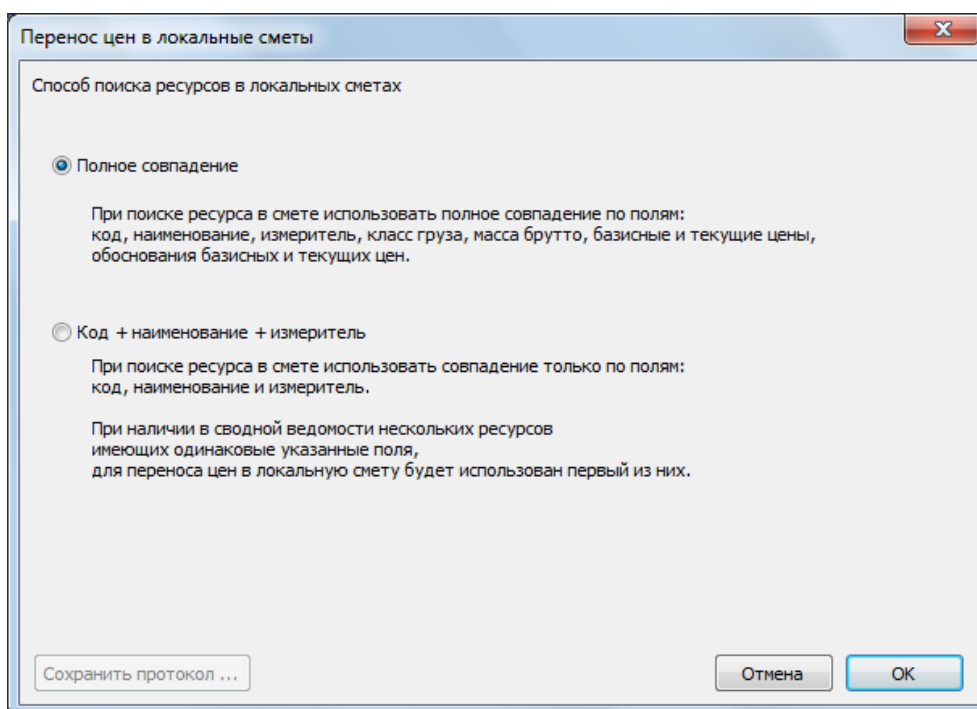 Перенос цен в локальные сметы
Способ поиска ресурсов в локальных сметах
Полное совпадение
При поиске ресурса в смете использовать полное совпадение по полям:
код, наименование, измеритель, класс груза, масса брутто, базисные и текущие цены,
обоснования базисных и текущих цен.
Код + наименование + измеритель
При поиске ресурса в смете использовать совпадение только по полям:
код, наименование и измеритель.
При наличии в сводной ведомости нескольких ресурсов
имеющих одинаковые указанные поля,
для переноса цен в локальную смету будет использован первый из них.
Сохранить протокол ... Отмена OK